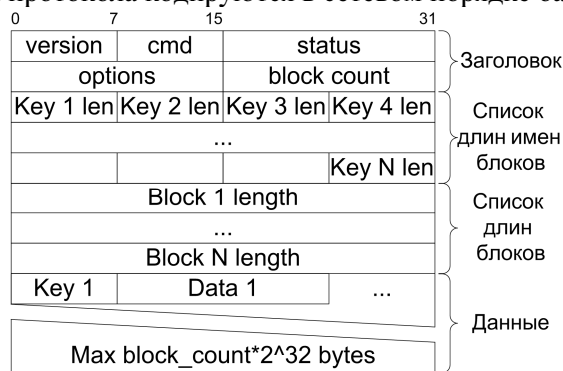 протокола кодируются в сетевом порядке ба
0 7 15 31
version cmd status
options block count
Заголовок
Key 1 len Key 2 len Key 3 len Key 4 len
...
Key N len
Список
длин имен
блоков
Block 1 length
...
Block N length
Список
длин
блоков
Key 1 Data 1 ...
Max block_count*2^32 bytes
Данные